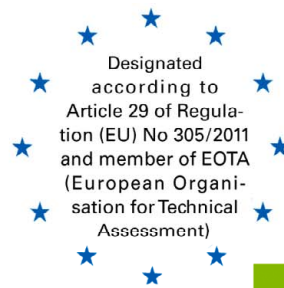 Designated
according to
Article 29 of Regula-
tion (EU) No 305/2011
and member of EOTA
(European Organi-
sation for Technical
Assessment)